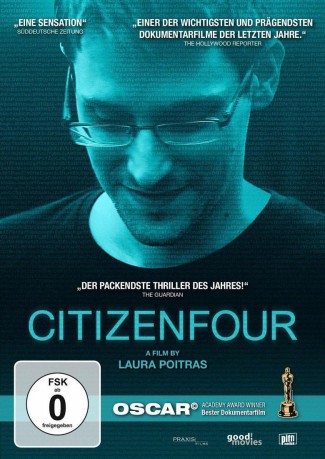 „EINE SENSATION"
SÜDDEUTSCHE ZEITUNG
„EINER DER WICHTIGSTEN UND PRÄGENDSTEN
DOKUMENTARFILME DER LETZTEN JAHRE."
THE HOLLYWOOD REPORTER
„DER PACKENDSTE THRILLER DES JAHRES!"
THE GUARDIAN
CITIZENFOUR
A FILM BY
LAURA POITRAS
FSK
ab
0
freigegeben
OSCAR©
ACADEMY AWARD WINNER
Bester Dokumentarfilm
PRAXIS
FILMS
good!
movies
piffl